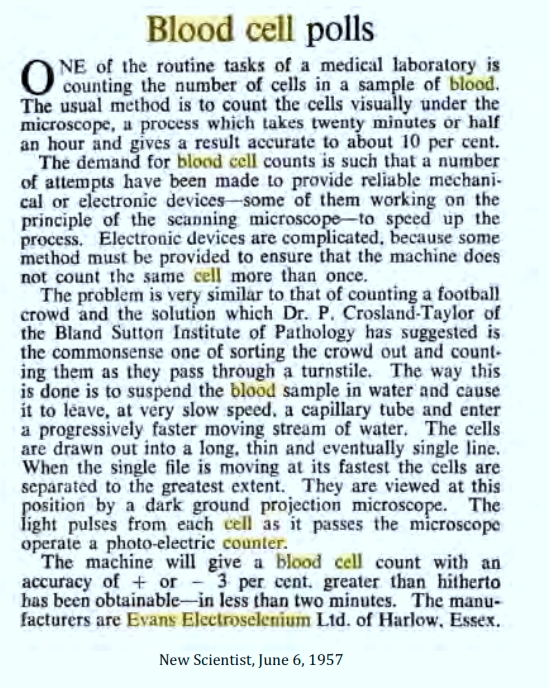 Blood cell polls
ONE of the routine tasks of a medical laboratory is
counting the number of cells in a sample of blood.
The usual method is to count the cells visually under the
microscope, a process which takes twenty minutes or half
an hour and gives a result accurate to about 10 per cent.
The demand for blood cell counts is such that a number
of attempts have been made to provide reliable mechani-
cal or electronic devices—some of them working on the
principle of the scanning microscope—to speed up the
process. Electronic devices are complicated, because some
method must be provided to ensure that the machine does
not count the same cell more than once.
The problem is very similar to that of counting a football
crowd and the solution which Dr. P. Crosland-Taylor of
the Bland Sutton Institute of Pathology has suggested is
the commonsense one of sorting the crowd out and count-
ing them as they pass through a turnstile. The way this
is done is to suspend the blood sample in water and cause
it to leave, at very slow speed, a capillary tube and enter
a progressively faster moving stream of water. The cells
are drawn out into a long, thin and eventually single line.
When the single file is moving at its fastest the cells are
separated to the greatest extent. They are viewed at this
position by a dark ground projection microscope. The
light pulses from each cell as it passes the microscope
operate a photo-electric counter.
The machine will give a blood cell count with an
accuracy of + or − 3 per cent. greater than hitherto
has been obtainable—in less than two minutes. The manu-
facturers are Evans Electroselenium Ltd. of Harlow, Essex.
New Scientist, June 6, 1957